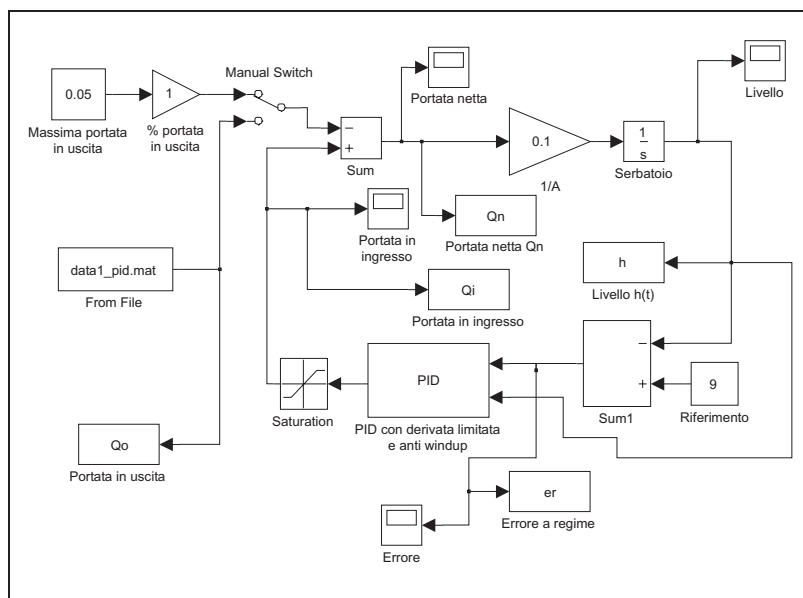 0.05
Massima portata
in uscita
1
% portata
in uscita
Manual Switch
−
+
Sum
Portata netta
0.1
1/A
1
s
Serbatoio
Livello
Portata in
ingresso
Qn
Portata netta Qn
data1_pid.mat
From File
h
Livello h(t)
Qi
Portata in ingresso
Saturation
PID
PID con derivata limitata
e anti windup
−
+
Sum1
9
Riferimento
Qo
Portata in uscita
er
Errore a regime
Errore